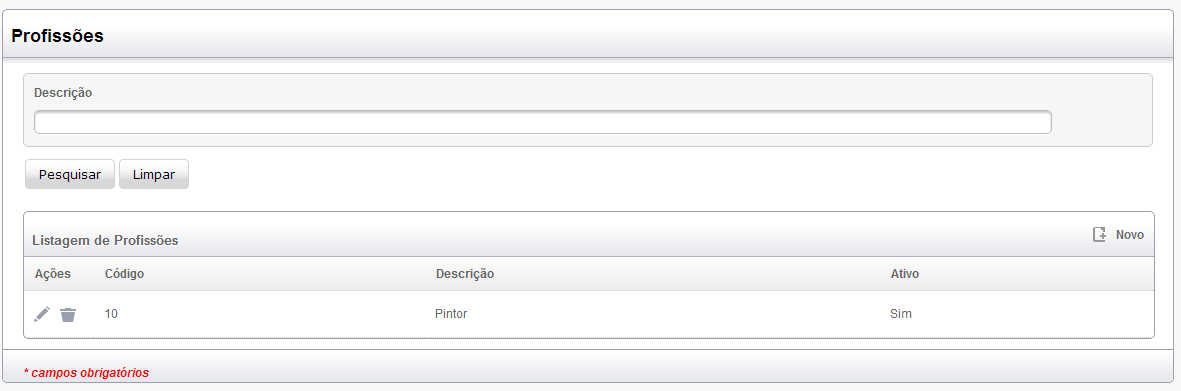 Profissões
Descrição
Pesquisar Limpar
Listagem de Profissões Novo
Ações Código Descrição Ativo
10 Pintor Sim
* campos obrigatórios